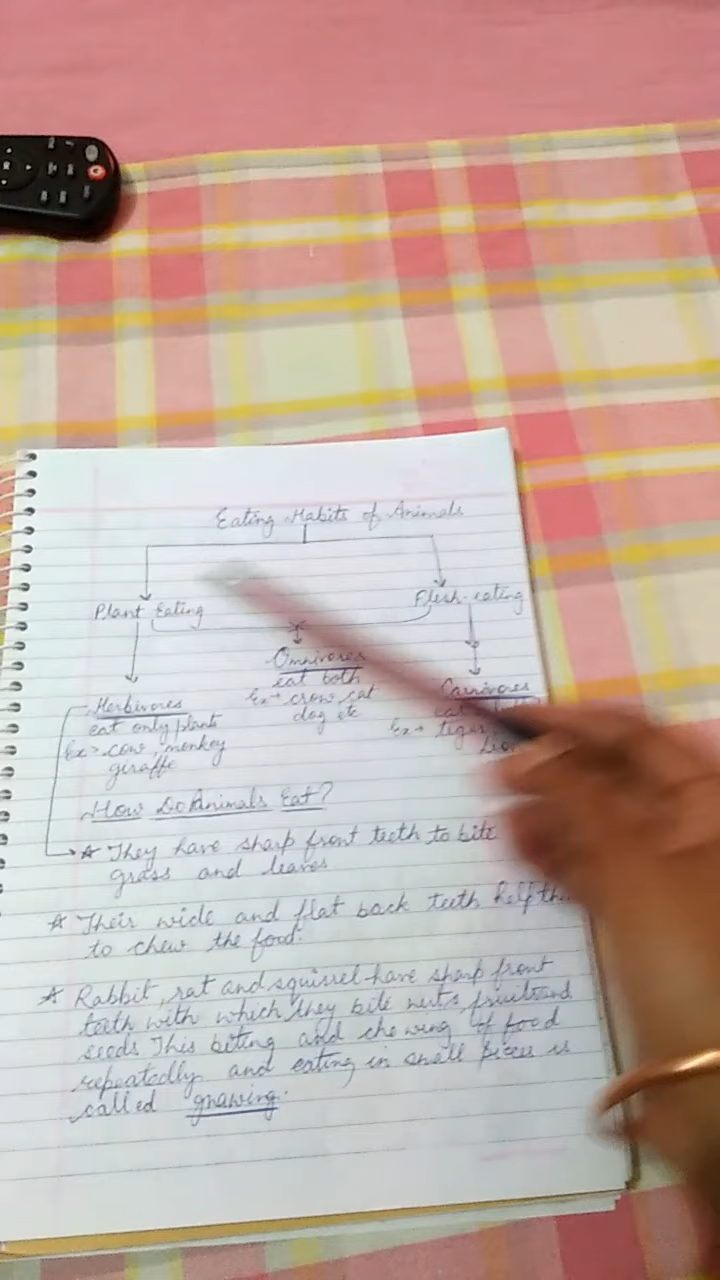 Eating Habits of Animals
Plant Eating
Flesh-eating
Omnivores
eat both
Ex→ crow, cat
dog etc
Carnivores
Ex→ tiger
Lion
Herbivores
eat only plants
Ex→ cow, monkey
giraffe
How Do Animals Eat?
☆ They have sharp front teeth to bite
grass and leaves
☆ Their wide and flat back teeth help
to chew the food.
☆ Rabbit, rat and squirrel have sharp front
teeth with which they bite nuts, fruits and
seeds This biting and chewing of food
repeatedly and eating in small pieces is
called gnawing.